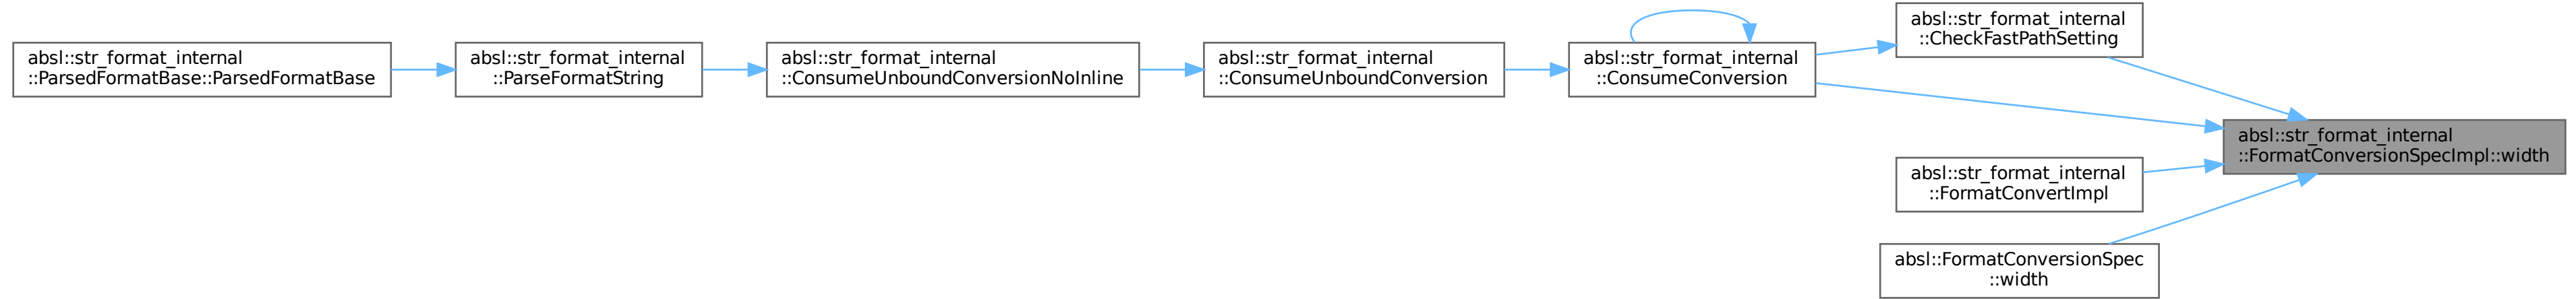 absl::str_format_internal
::ParsedFormatBase::ParsedFormatBase
absl::str_format_internal
::ParseFormatString
absl::str_format_internal
::ConsumeUnboundConversionNoInline
absl::str_format_internal
::ConsumeUnboundConversion
absl::str_format_internal
::ConsumeConversion
absl::str_format_internal
::CheckFastPathSetting
absl::str_format_internal
::FormatConversionSpecImpl::width
absl::str_format_internal
::FormatConvertImpl
absl::FormatConversionSpec
::width